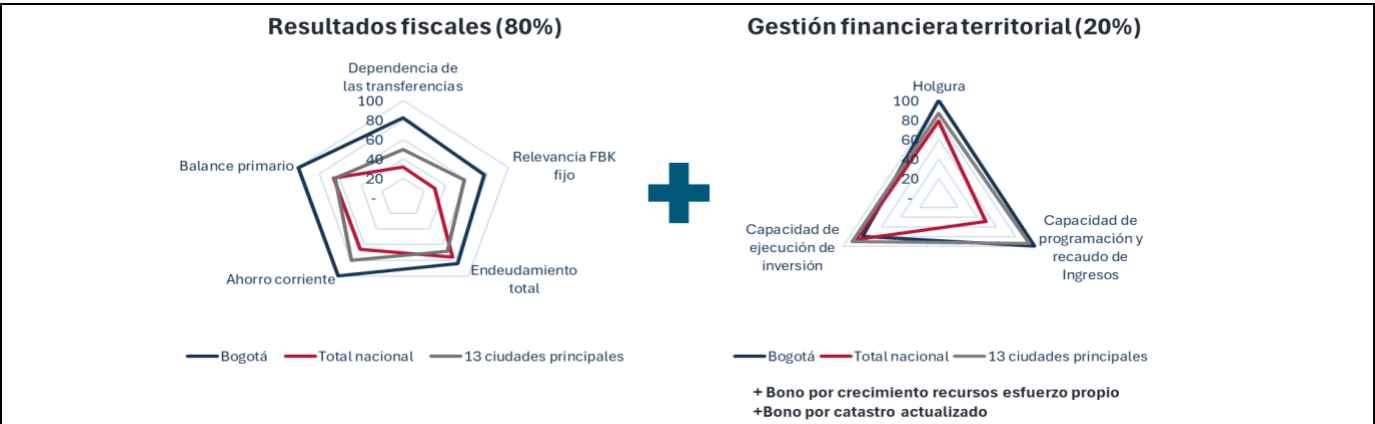 Resultados fiscales (80%)
Dependencia de
las transferencias
100
80
60
40
20
-
Relevancia FBK
fijo
Endeudamiento
total
Ahorro corriente
Balance primario
Bogotá
Total nacional
13 ciudades principales
Gestión financiera territorial (20%)
Holgura
100
80
60
40
20
-
Capacidad de
programación y
recaudo de
Ingresos
Capacidad de
ejecución de
inversión
Bogotá
Total nacional
13 ciudades principales
+ Bono por crecimiento recursos esfuerzo propio
+Bono por catastro actualizado